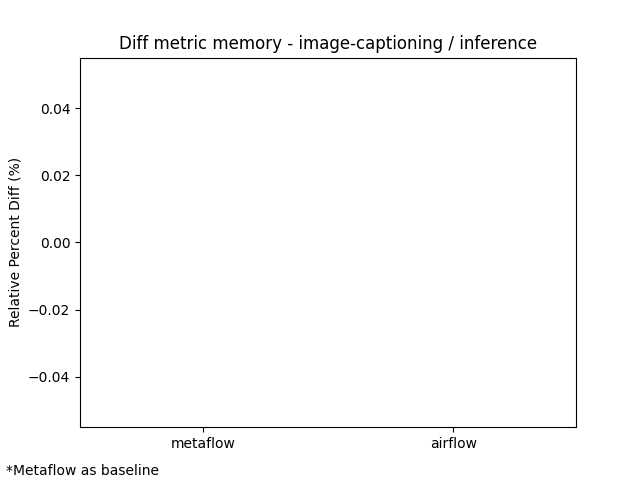 Diff metric memory - image-captioning / inference
Relative Percent Diff (%)
0.04
0.02
0.00
−0.02
−0.04
metaflow airflow
*Metaflow as baseline